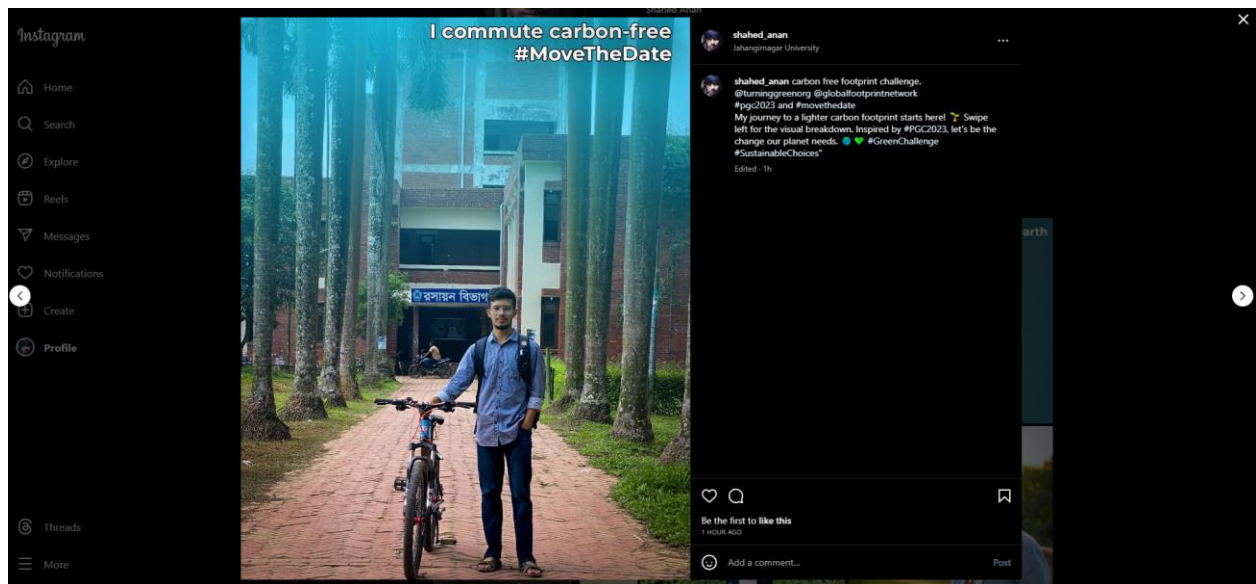 Instagram
Home
Search
Explore
Reels
Messages
Notifications
Create
Profile
Threads
More
Shahed Anan
I commute carbon-free
#MoveTheDate
রসায়ন বিভাগ
shahed_anan
Jahangirnagar University
shahed_anan carbon free footprint challenge.
@turninggreenorg @globalfootprintnetwork
#pgc2023 and #movethedate
My journey to a lighter carbon footprint starts here! 🌱 Swipe
left for the visual breakdown. Inspired by #PGC2023, let's be the
change our planet needs. 🌍 💚 #GreenChallenge
#SustainableChoices"
Edited · 1h
arth
Be the first to like this
1 HOUR AGO
Add a comment...
Post